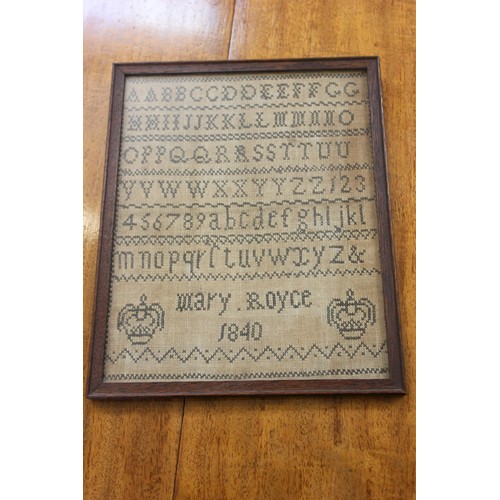 AABBCCDDEEFFGG
HHIIJJKKLLMMNNO
OPPQQRRSSTTUU
VVWWXXYYZZ123
456789abcdefghijkl
mnopqrſtuvwxyz&
Mary Royce
1840